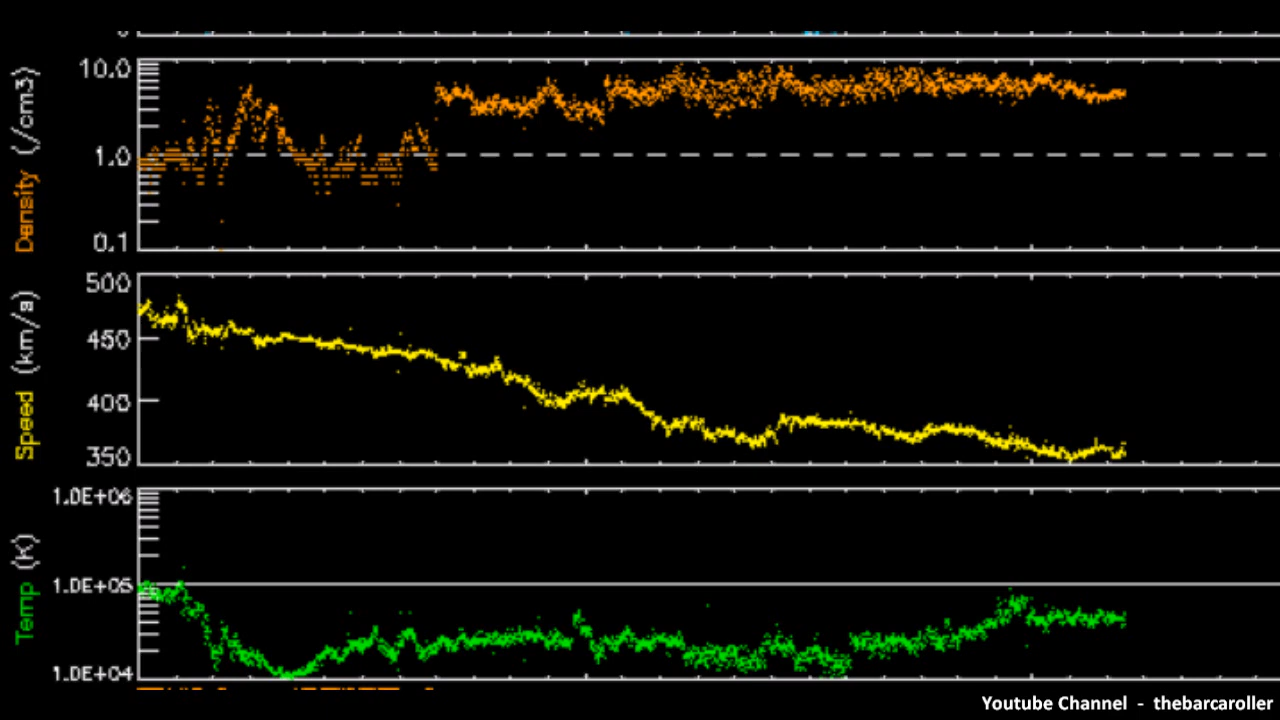 0
10.0
1.0
0.1
Density (/cm3)
500
450
400
350
Speed (km/s)
1.0E+06
1.0E+05
1.0E+04
Temp (K)
Youtube Channel - thebarcaroller